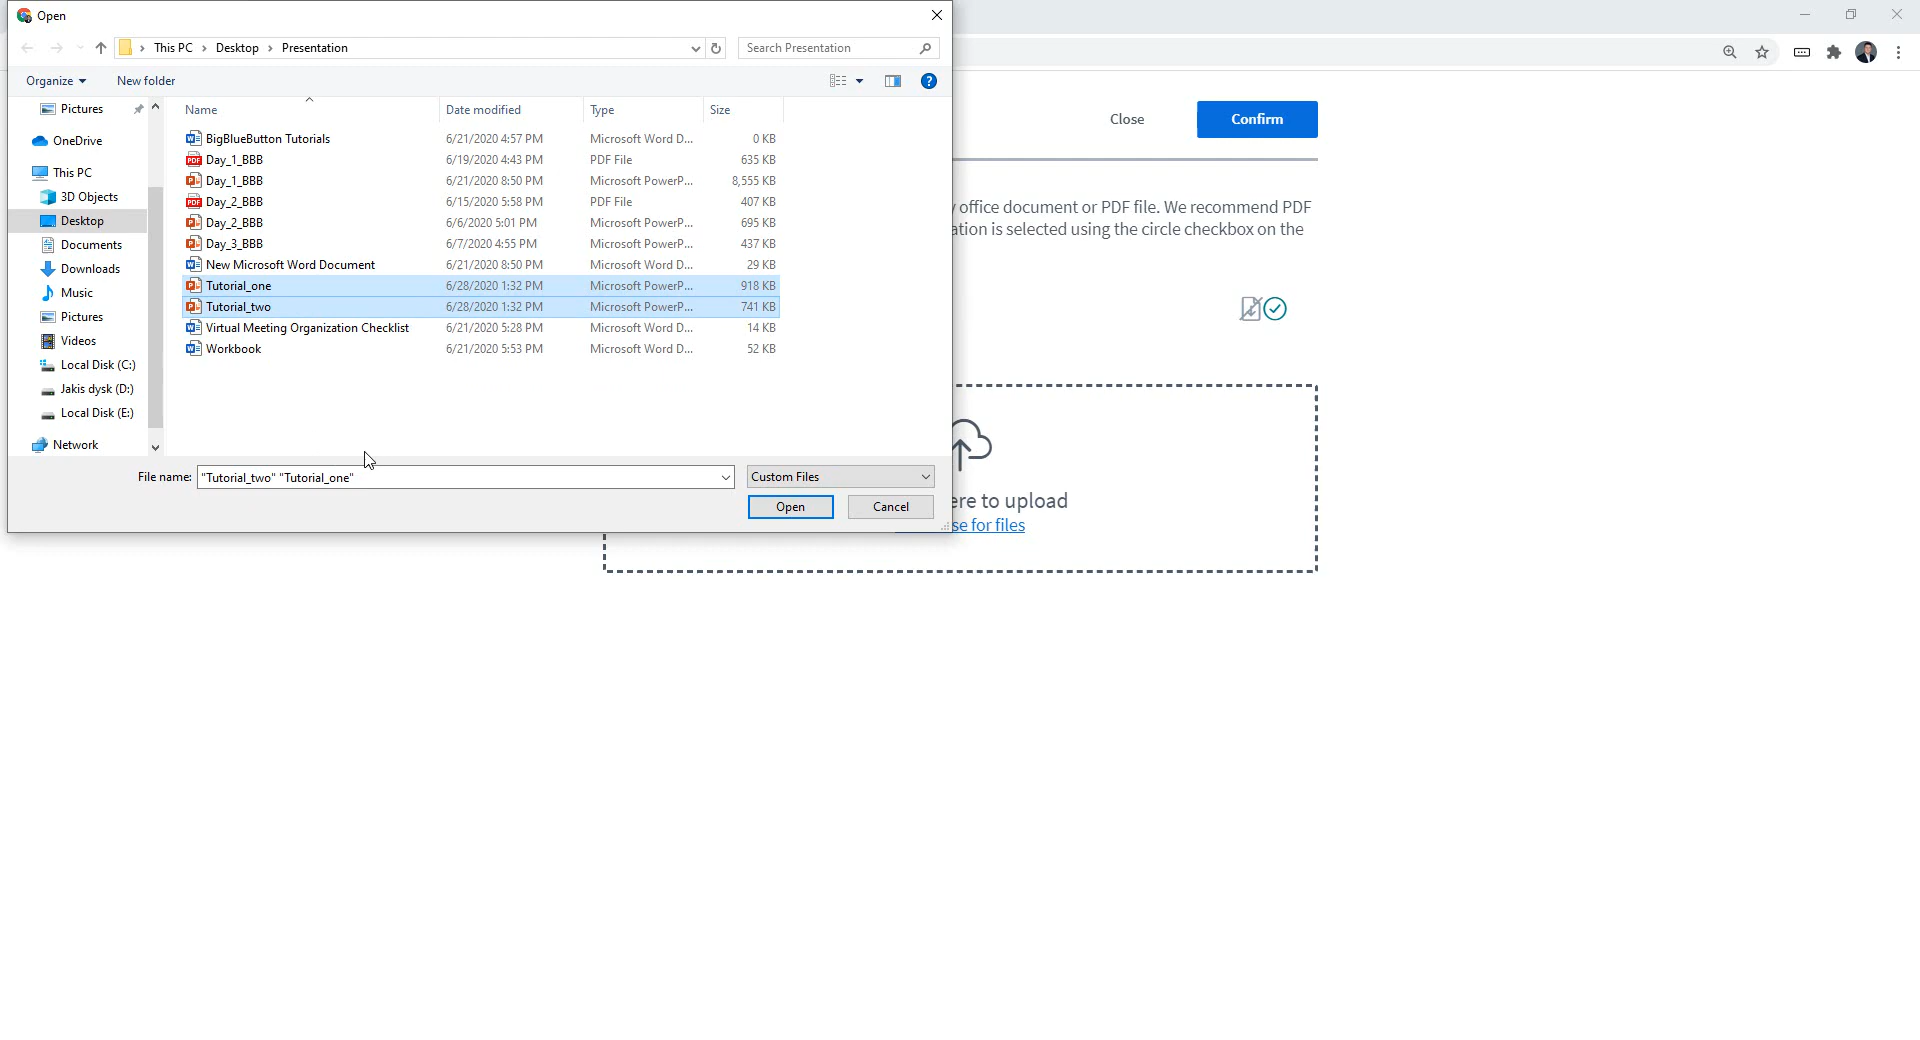 Open
This PC > Desktop > Presentation
Search Presentation
Organize
New folder
Name
Date modified
Type
Size
Pictures
OneDrive
This PC
3D Objects
Desktop
Documents
Downloads
Music
Pictures
Videos
Local Disk (C:)
Jakis dysk (D:)
Local Disk (E:)
Network
BigBlueButton Tutorials 6/21/2020 4:57 PM Microsoft Word D... 0 KB
Day_1_BBB 6/19/2020 4:43 PM PDF File 635 KB
Day_1_BBB 6/21/2020 8:50 PM Microsoft PowerP... 8,555 KB
Day_2_BBB 6/15/2020 5:58 PM PDF File 407 KB
Day_2_BBB 6/6/2020 5:01 PM Microsoft PowerP... 695 KB
Day_3_BBB 6/7/2020 4:55 PM Microsoft PowerP... 437 KB
New Microsoft Word Document 6/21/2020 8:50 PM Microsoft Word D... 29 KB
Tutorial_one 6/28/2020 1:32 PM Microsoft PowerP... 918 KB
Tutorial_two 6/28/2020 1:32 PM Microsoft PowerP... 741 KB
Virtual Meeting Organization Checklist 6/21/2020 5:28 PM Microsoft Word D... 14 KB
Workbook 6/21/2020 5:53 PM Microsoft Word D... 52 KB
File name: "Tutorial_two" "Tutorial_one"
Custom Files
Open
Cancel
Close
Confirm
office document or PDF file. We recommend PDF
ation is selected using the circle checkbox on the
ere to upload
se for files